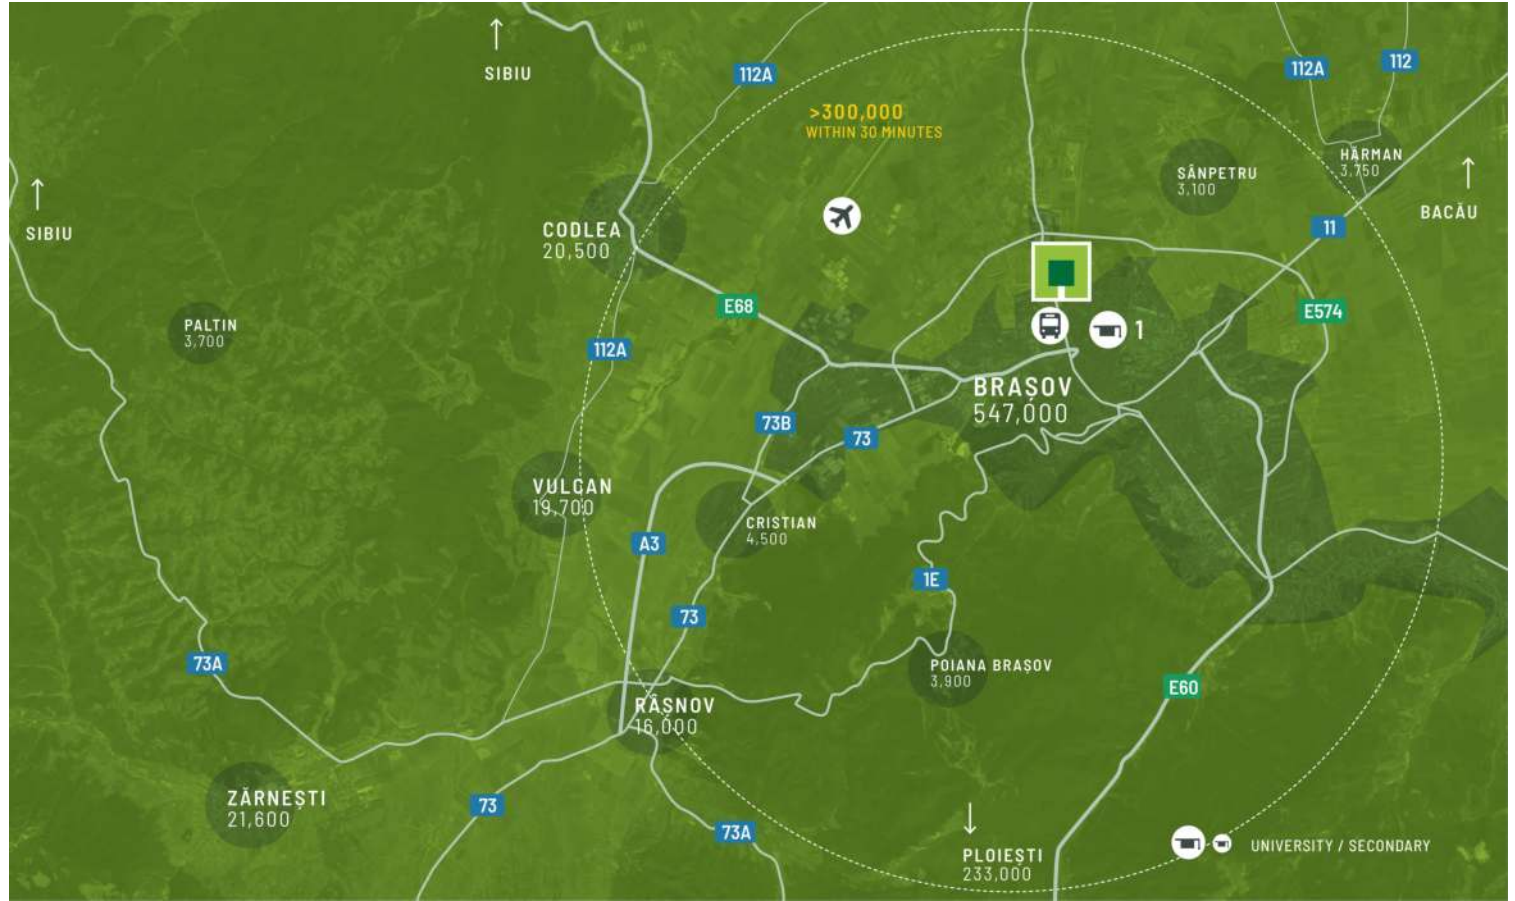 SIBIU
112A
112A
112
>300,000
WITHIN 30 MINUTES
HĂRMAN
3,750
SÂNPETRU
3,100
SIBIU
CODLEA
20,500
BACĂU
11
E68
E574
PALTIN
3,700
112A
1
BRAȘOV
547,000
73B
73
VULCAN
19,700
CRISTIAN
4,500
A3
1E
73
73A
POIANA BRAȘOV
3,900
E60
RÂȘNOV
16,000
ZĂRNEȘTI
21,600
73
73A
PLOIEȘTI
233,000
UNIVERSITY / SECONDARY